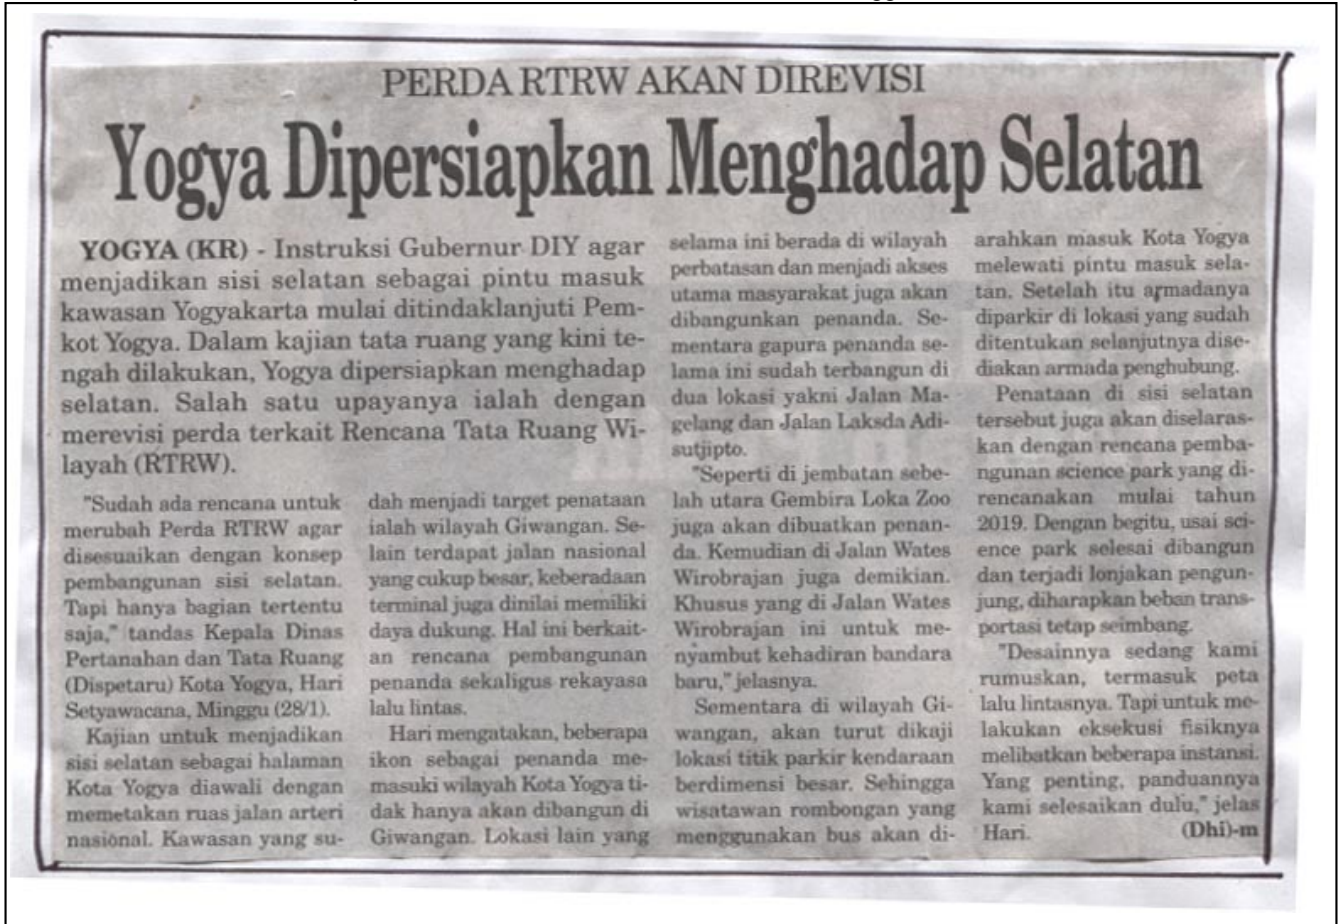 PERDA RTRW AKAN DIREVISI
Yogya Dipersiapkan Menghadap Selatan
YOGYA (KR) - Instruksi Gubernur DIY agar
menjadikan sisi selatan sebagai pintu masuk
kawasan Yogyakarta mulai ditindaklanjuti Pem-
kot Yogya. Dalam kajian tata ruang yang kini te-
ngah dilakukan, Yogya dipersiapkan menghadap
selatan. Salah satu upayanya ialah dengan
merevisi perda terkait Rencana Tata Ruang Wi-
layah (RTRW).
"Sudah ada rencana untuk
merubah Perda RTRW agar
disesuaikan dengan konsep
pembangunan sisi selatan.
Tapi hanya bagian tertentu
saja," tandas Kepala Dinas
Pertanahan dan Tata Ruang
(Dispetaru) Kota Yogya, Hari
Setyawacana, Minggu (28/1).
Kajian untuk menjadikan
sisi selatan sebagai halaman
Kota Yogya diawali dengan
memetakan ruas jalan arteri
nasional. Kawasan yang su-
dah menjadi target penataan
ialah wilayah Giwangan. Se-
lain terdapat jalan nasional
yang cukup besar, keberadaan
terminal juga dinilai memiliki
daya dukung. Hal ini berkait-
an rencana pembangunan
penanda sekaligus rekayasa
lalu lintas.
Hari mengatakan, beberapa
ikon sebagai penanda me-
masuki wilayah Kota Yogya ti-
dak hanya akan dibangun di
Giwangan. Lokasi lain yang
selama ini berada di wilayah
perbatasan dan menjadi akses
utama masyarakat juga akan
dibangunkan penanda. Se-
mentara gapura penanda se-
lama ini sudah terbangun di
dua lokasi yakni Jalan Ma-
gelang dan Jalan Laksda Adi-
sutjipto.
"Seperti di jembatan sebe-
lah utara Gembira Loka Zoo
juga akan dibuatkan penan-
da. Kemudian di Jalan Wates
Wirobrajan juga demikian.
Khusus yang di Jalan Wates
Wirobrajan ini untuk me-
nyambut kehadiran bandara
baru," jelasnya.
Sementara di wilayah Gi-
wangan, akan turut dikaji
lokasi titik parkir kendaraan
berdimensi besar. Sehingga
wisatawan rombongan yang
menggunakan bus akan di-
arahkan masuk Kota Yogya
melewati pintu masuk sela-
tan. Setelah itu armadanya
diparkir di lokasi yang sudah
ditentukan selanjutnya dise-
diakan armada penghubung.
Penataan di sisi selatan
tersebut juga akan diselaras-
kan dengan rencana pemba-
ngunan science park yang di-
rencanakan mulai tahun
2019. Dengan begitu, usai sci-
ence park selesai dibangun
dan terjadi lonjakan pengun-
jung, diharapkan beban trans-
portasi tetap seimbang.
"Desainnya sedang kami
rumuskan, termasuk peta
lalu lintasnya. Tapi untuk me-
lakukan eksekusi fisiknya
melibatkan beberapa instansi.
Yang penting, panduannya
kami selesaikan dulu," jelas
Hari. (Dhi)-m